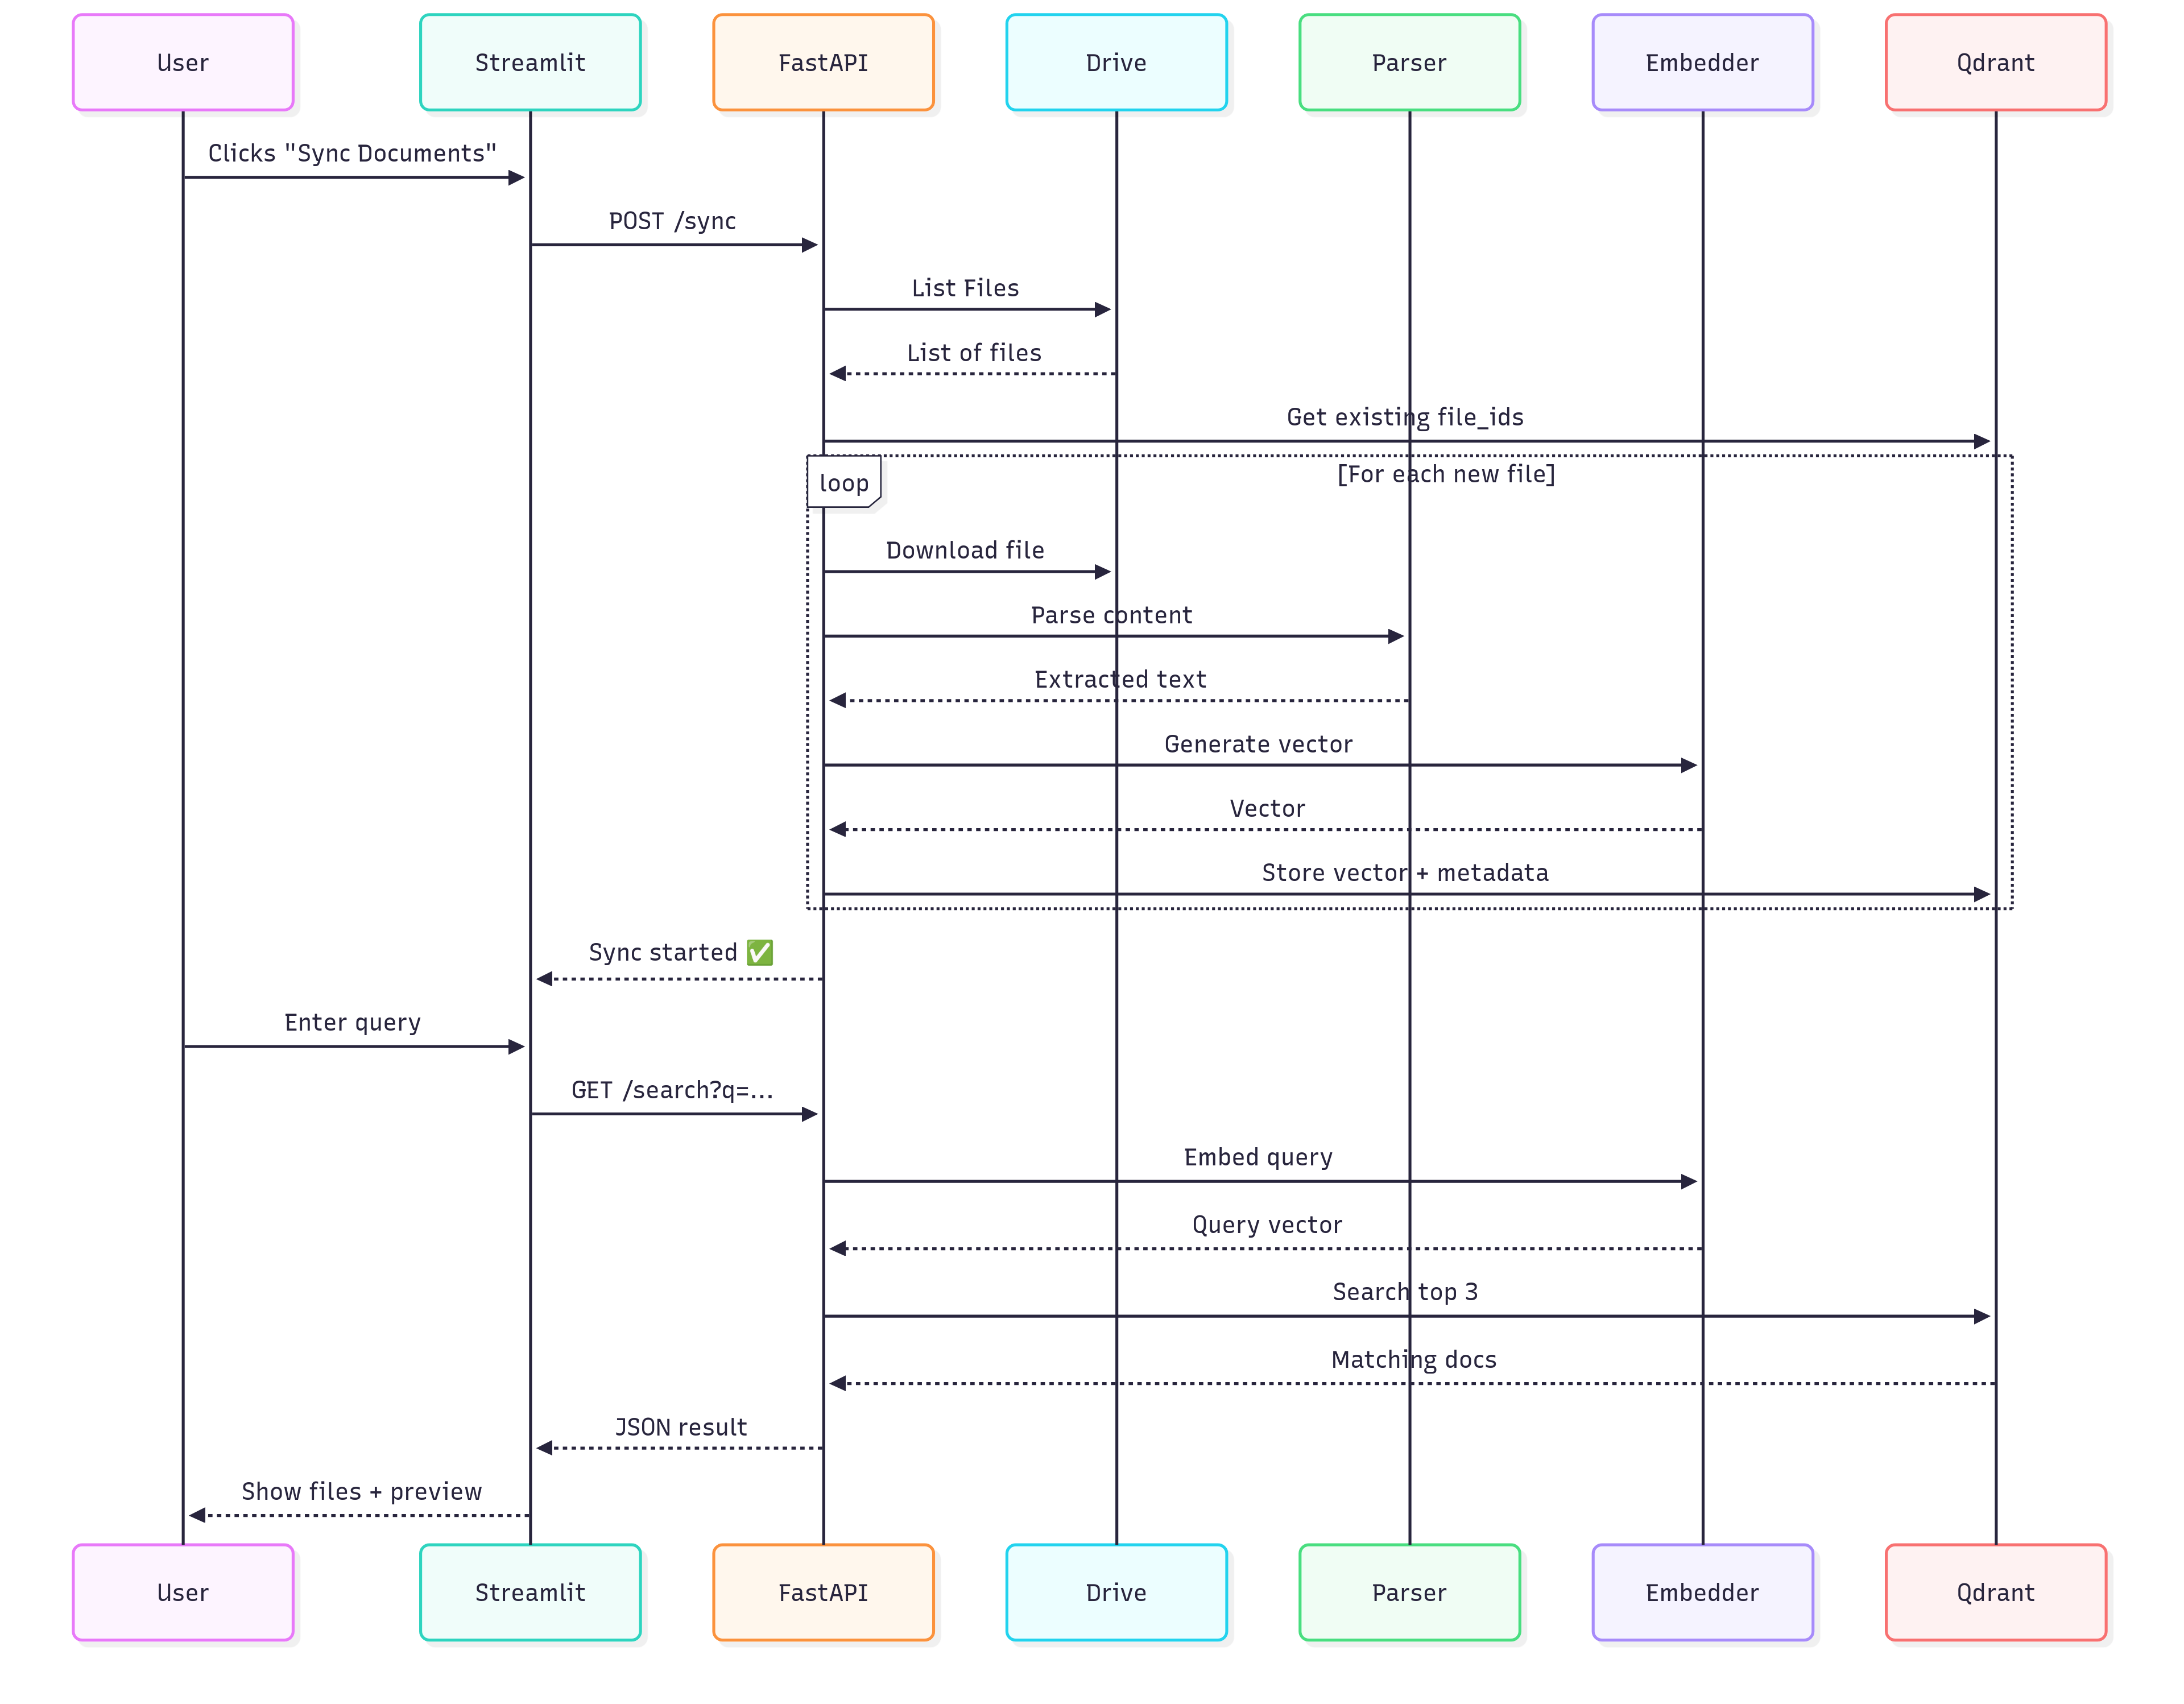 User
Streamlit
FastAPI
Drive
Parser
Embedder
Qdrant
Clicks "Sync Documents"
POST /sync
List Files
List of files
Get existing file_ids
loop
[For each new file]
Download file
Parse content
Extracted text
Generate vector
Vector
Store vector + metadata
Sync started ✅
Enter query
GET /search?q=...
Embed query
Query vector
Search top 3
Matching docs
JSON result
Show files + preview
User
Streamlit
FastAPI
Drive
Parser
Embedder
Qdrant